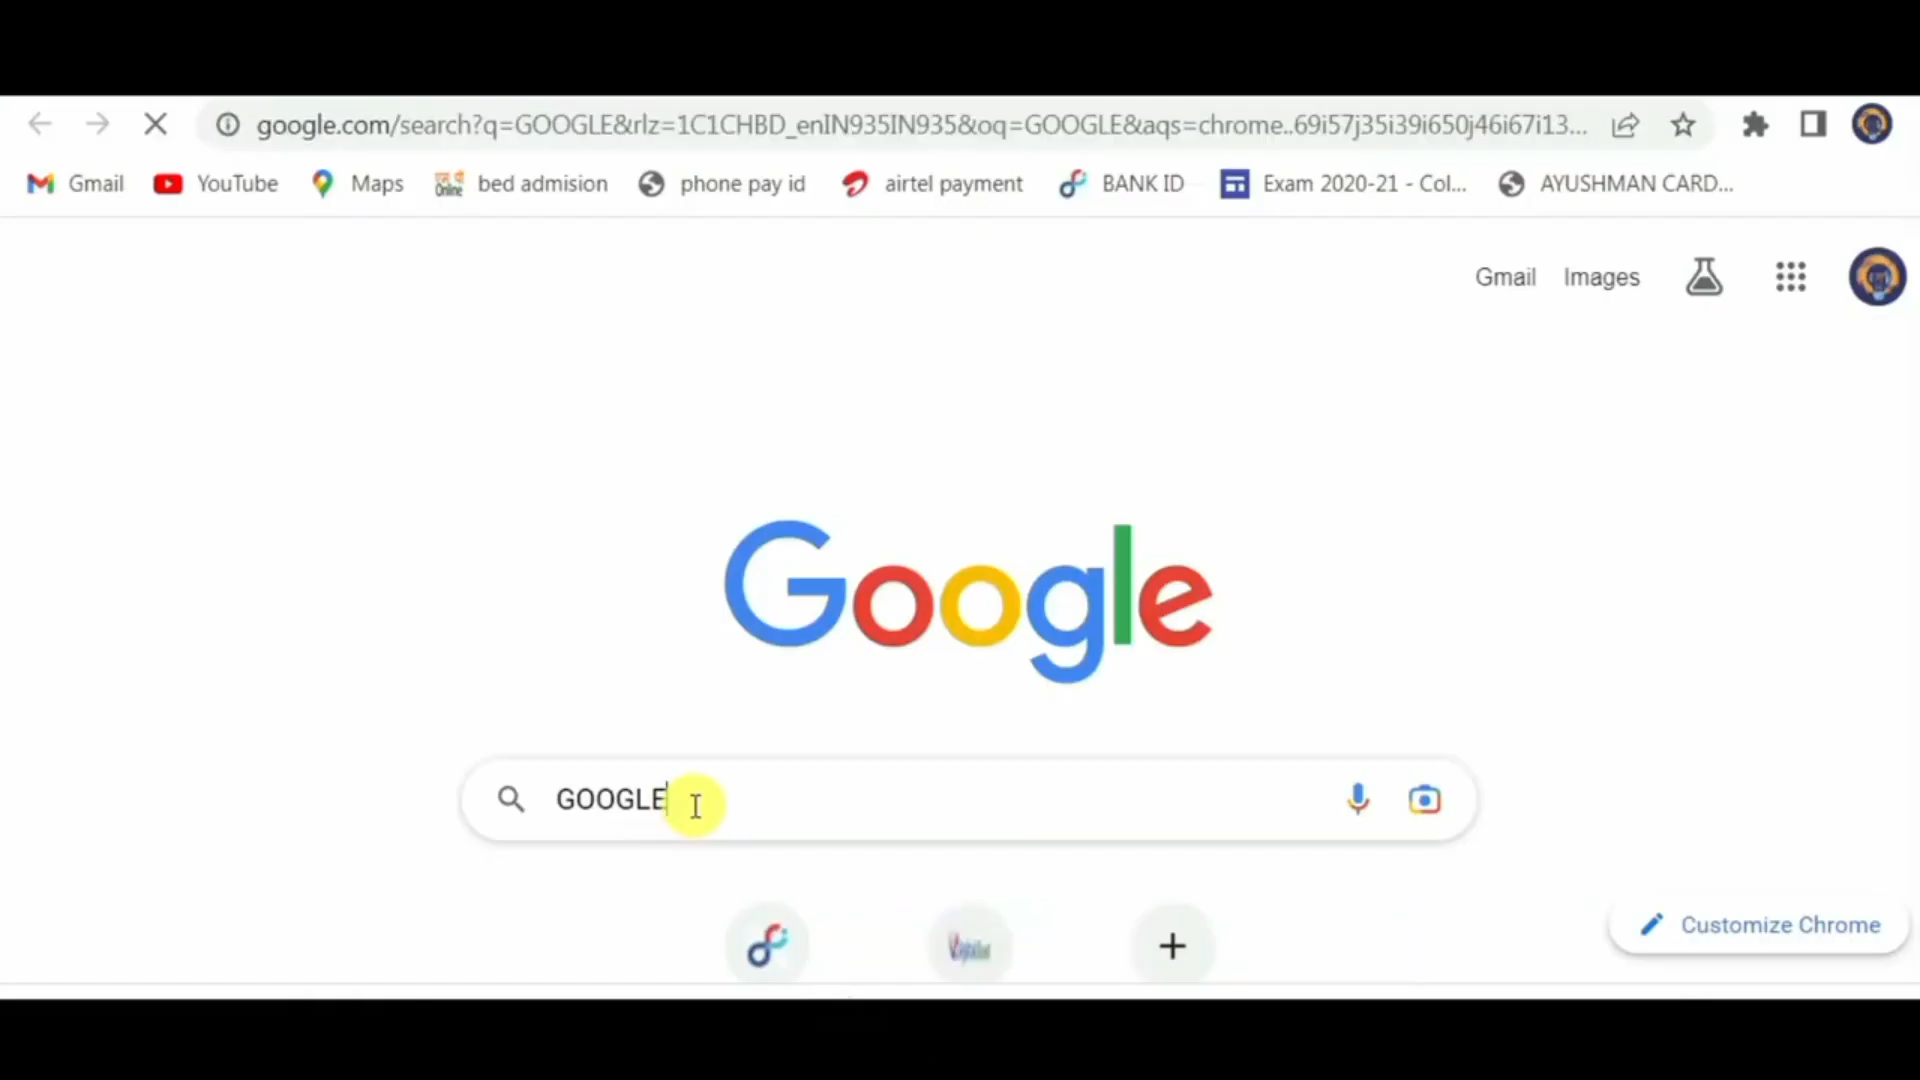 google.com/search?q=GOOGLE&rlz=1C1CHBD_enIN935IN935&oq=GOOGLE&aqs=chrome..69i57j35i39i650j46i67i13...
Gmail YouTube Maps bed admision phone pay id airtel payment BANK ID Exam 2020-21 - Col... AYUSHMAN CARD...
Gmail Images
Google
GOOGLE
Customize Chrome